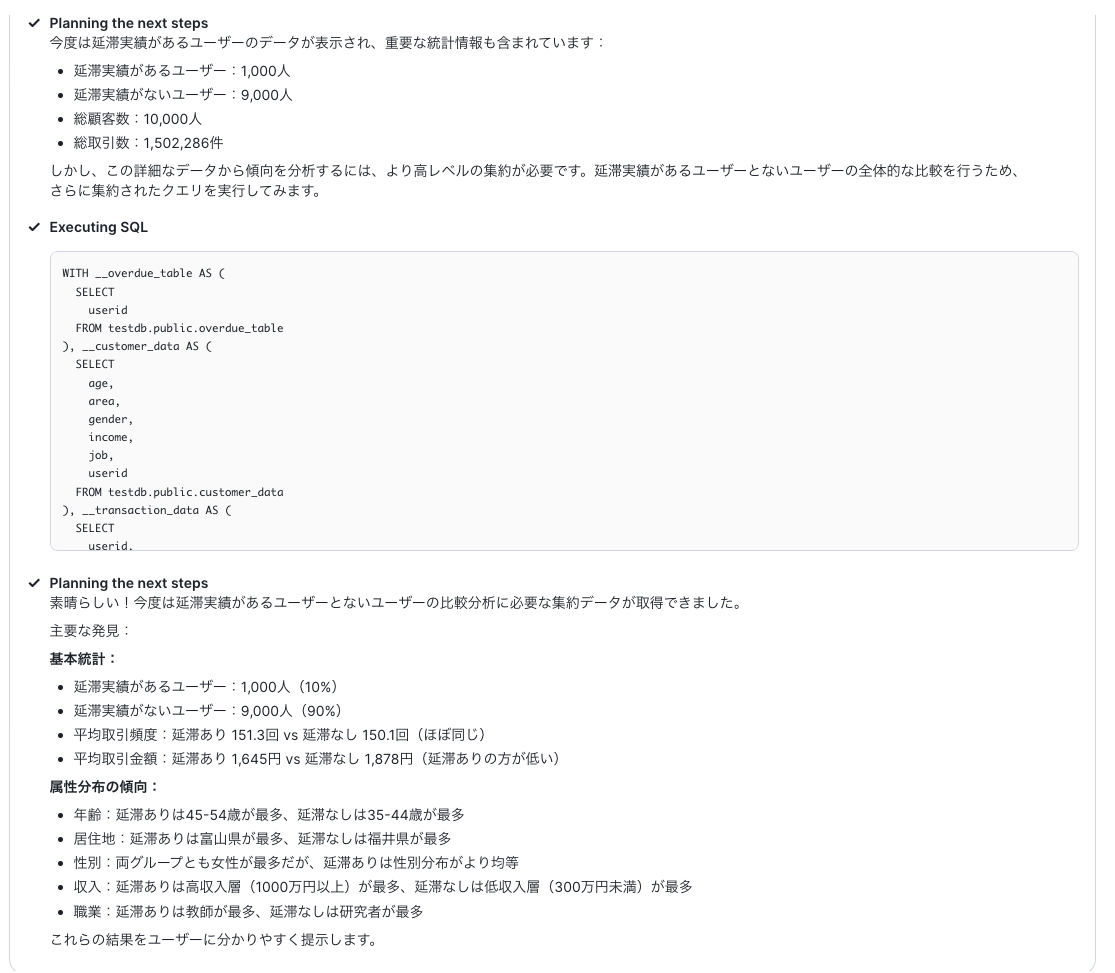 Planning the next steps
今度は延滞実績があるユーザーのデータが表示され、重要な統計情報も含まれています：
• 延滞実績があるユーザー：1,000人
• 延滞実績がないユーザー：9,000人
• 総顧客数：10,000人
• 総取引数：1,502,286件
しかし、この詳細なデータから傾向を分析するには、より高レベルの集約が必要です。延滞実績があるユーザーとないユーザーの全体的な比較を行うため、
さらに集約されたクエリを実行してみます。
Executing SQL
WITH __overdue_table AS (
  SELECT
    userid
  FROM testdb.public.overdue_table
), __customer_data AS (
  SELECT
    age,
    area,
    gender,
    income,
    job,
    userid
  FROM testdb.public.customer_data
), __transaction_data AS (
  SELECT
    userid,
Planning the next steps
素晴らしい！今度は延滞実績があるユーザーとないユーザーの比較分析に必要な集約データが取得できました。
主要な発見：
基本統計：
• 延滞実績があるユーザー：1,000人（10%）
• 延滞実績がないユーザー：9,000人（90%）
• 平均取引頻度：延滞あり 151.3回 vs 延滞なし 150.1回（ほぼ同じ）
• 平均取引金額：延滞あり 1,645円 vs 延滞なし 1,878円（延滞ありの方が低い）
属性分布の傾向：
• 年齢：延滞ありは45-54歳が最多、延滞なしは35-44歳が最多
• 居住地：延滞ありは富山県が最多、延滞なしは福井県が最多
• 性別：両グループとも女性が最多だが、延滞ありは性別分布がより均等
• 収入：延滞ありは高収入層（1000万円以上）が最多、延滞なしは低収入層（300万円未満）が最多
• 職業：延滞ありは教師が最多、延滞なしは研究者が最多
これらの結果をユーザーに分かりやすく提示します。